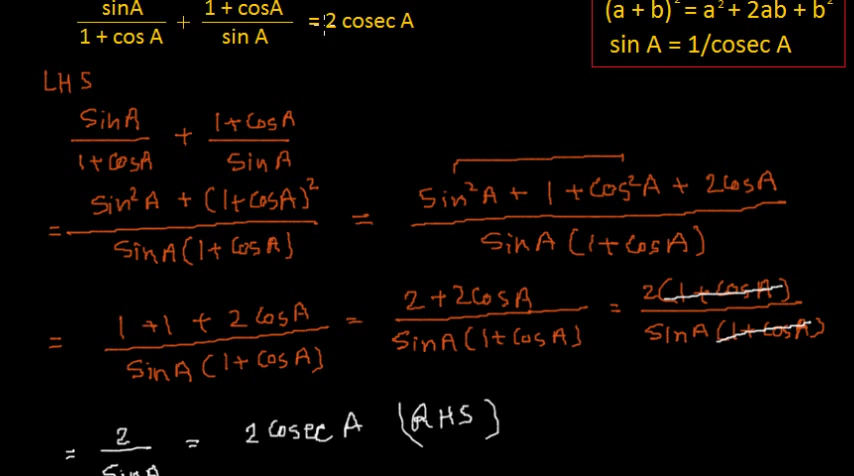 sinA / 1 + cos A + 1 + cosA / sin A = 2 cosec A
(a + b)² = a² + 2ab + b²
sin A = 1/cosec A
LHS
SinA / 1+CosA + 1+CosA / SinA
= Sin²A + (1+CosA)² / SinA(1+CosA) = Sin²A + 1 + Cos²A + 2CosA / SinA(1+CosA)
= 1+1 + 2CosA / SinA(1+CosA) = 2+2CosA / SinA(1+CosA) = 2(1+CosA) / SinA(1+CosA)
= 2 / SinA = 2 Cosec A (RHS)